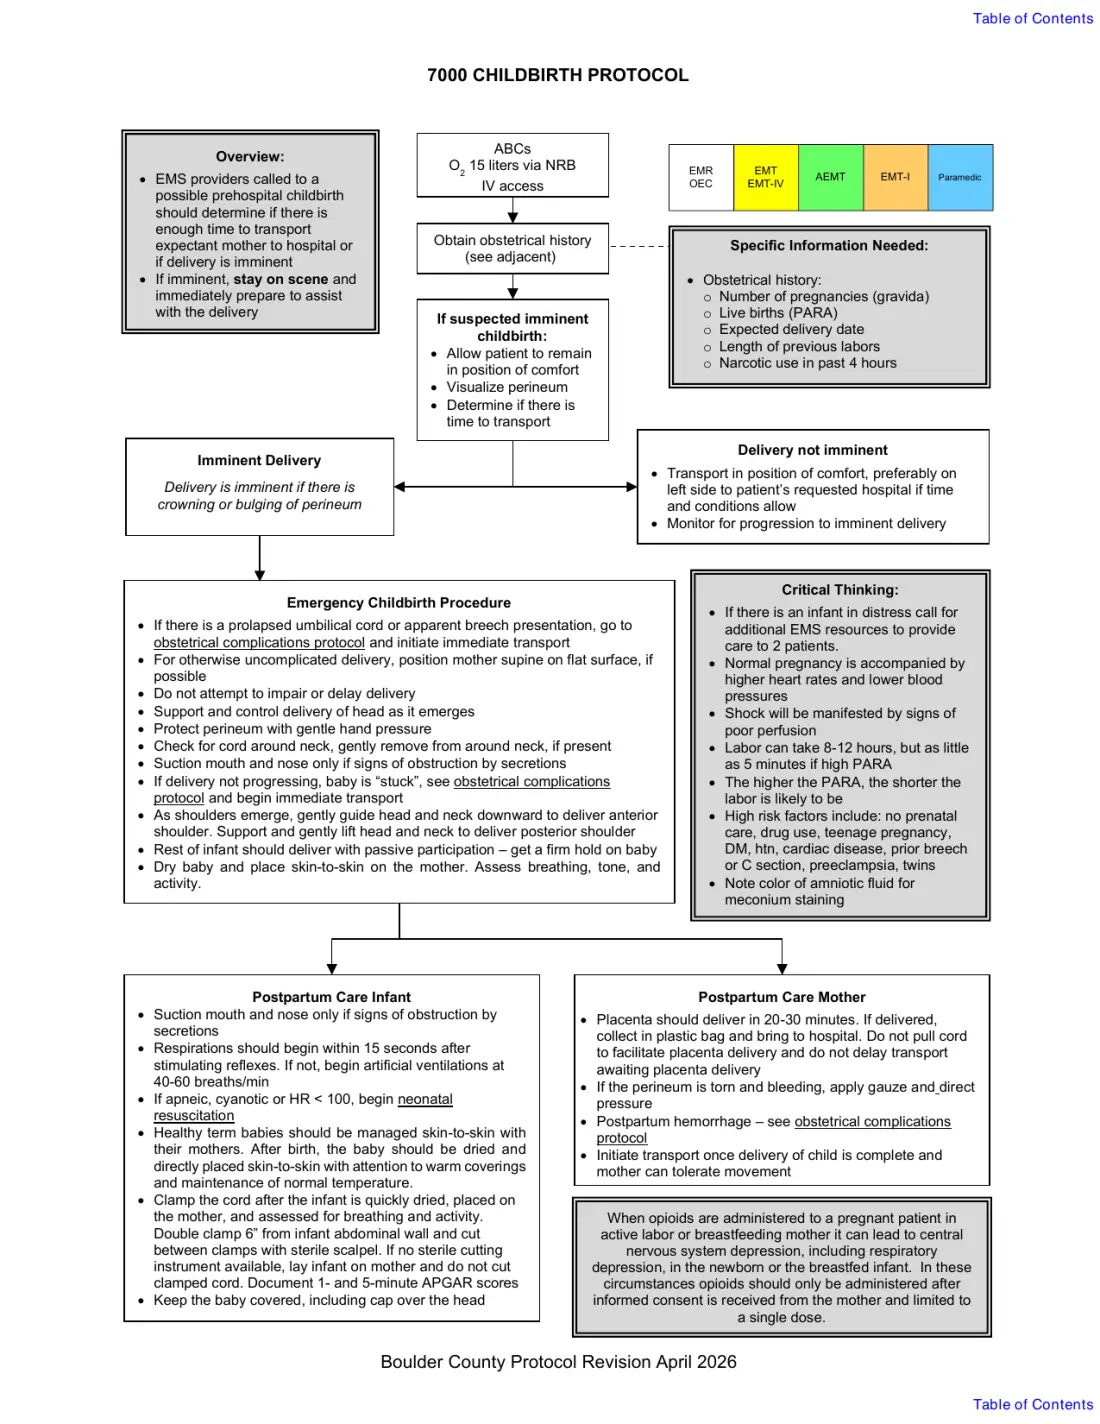 Table of Contents
7000 CHILDBIRTH PROTOCOL
Overview:
• EMS providers called to a
possible prehospital childbirth
should determine if there is
enough time to transport
expectant mother to hospital or
if delivery is imminent
• If imminent, stay on scene and
immediately prepare to assist
with the delivery
ABCs
O2 15 liters via NRB
IV access
Obtain obstetrical history
(see adjacent)
If suspected imminent
childbirth:
• Allow patient to remain
in position of comfort
• Visualize perineum
• Determine if there is
time to transport
EMR
OEC
EMT
EMT-IV
AEMT
EMT-I
Paramedic
Specific Information Needed:
• Obstetrical history:
o Number of pregnancies (gravida)
o Live births (PARA)
o Expected delivery date
o Length of previous labors
o Narcotic use in past 4 hours
Imminent Delivery
Delivery is imminent if there is
crowning or bulging of perineum
Delivery not imminent
• Transport in position of comfort, preferably on
left side to patient’s requested hospital if time
and conditions allow
• Monitor for progression to imminent delivery
Emergency Childbirth Procedure
• If there is a prolapsed umbilical cord or apparent breech presentation, go to
obstetrical complications protocol and initiate immediate transport
• For otherwise uncomplicated delivery, position mother supine on flat surface, if
possible
• Do not attempt to impair or delay delivery
• Support and control delivery of head as it emerges
• Protect perineum with gentle hand pressure
• Check for cord around neck, gently remove from around neck, if present
• Suction mouth and nose only if signs of obstruction by secretions
• If delivery not progressing, baby is “stuck”, see obstetrical complications
protocol and begin immediate transport
• As shoulders emerge, gently guide head and neck downward to deliver anterior
shoulder. Support and gently lift head and neck to deliver posterior shoulder
• Rest of infant should deliver with passive participation – get a firm hold on baby
• Dry baby and place skin-to-skin on the mother. Assess breathing, tone, and
activity.
Critical Thinking:
• If there is an infant in distress call for
additional EMS resources to provide
care to 2 patients.
• Normal pregnancy is accompanied by
higher heart rates and lower blood
pressures
• Shock will be manifested by signs of
poor perfusion
• Labor can take 8-12 hours, but as little
as 5 minutes if high PARA
• The higher the PARA, the shorter the
labor is likely to be
• High risk factors include: no prenatal
care, drug use, teenage pregnancy,
DM, htn, cardiac disease, prior breech
or C section, preeclampsia, twins
• Note color of amniotic fluid for
meconium staining
Postpartum Care Infant
• Suction mouth and nose only if signs of obstruction by
secretions
• Respirations should begin within 15 seconds after
stimulating reflexes. If not, begin artificial ventilations at
40-60 breaths/min
• If apneic, cyanotic or HR < 100, begin neonatal
resuscitation
• Healthy term babies should be managed skin-to-skin with
their mothers. After birth, the baby should be dried and
directly placed skin-to-skin with attention to warm coverings
and maintenance of normal temperature.
• Clamp the cord after the infant is quickly dried, placed on
the mother, and assessed for breathing and activity.
Double clamp 6” from infant abdominal wall and cut
between clamps with sterile scalpel. If no sterile cutting
instrument available, lay infant on mother and do not cut
clamped cord. Document 1- and 5-minute APGAR scores
• Keep the baby covered, including cap over the head
Postpartum Care Mother
• Placenta should deliver in 20-30 minutes. If delivered,
collect in plastic bag and bring to hospital. Do not pull cord
to facilitate placenta delivery and do not delay transport
awaiting placenta delivery
• If the perineum is torn and bleeding, apply gauze and direct
pressure
• Postpartum hemorrhage – see obstetrical complications
protocol
• Initiate transport once delivery of child is complete and
mother can tolerate movement
When opioids are administered to a pregnant patient in
active labor or breastfeeding mother it can lead to central
nervous system depression, including respiratory
depression, in the newborn or the breastfed infant. In these
circumstances opioids should only be administered after
informed consent is received from the mother and limited to
a single dose.
Boulder County Protocol Revision April 2026
Table of Contents